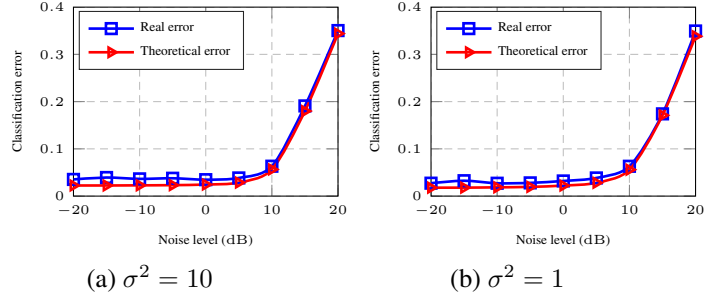 0.4
0.3
0.2
0.1
0
Classification error
Real error
Theoretical error
−20 −10 0 10 20
Noise level (dB)
(a) σ² = 10
0.4
0.3
0.2
0.1
0
Classification error
Real error
Theoretical error
−20 −10 0 10 20
Noise level (dB)
(b) σ² = 1